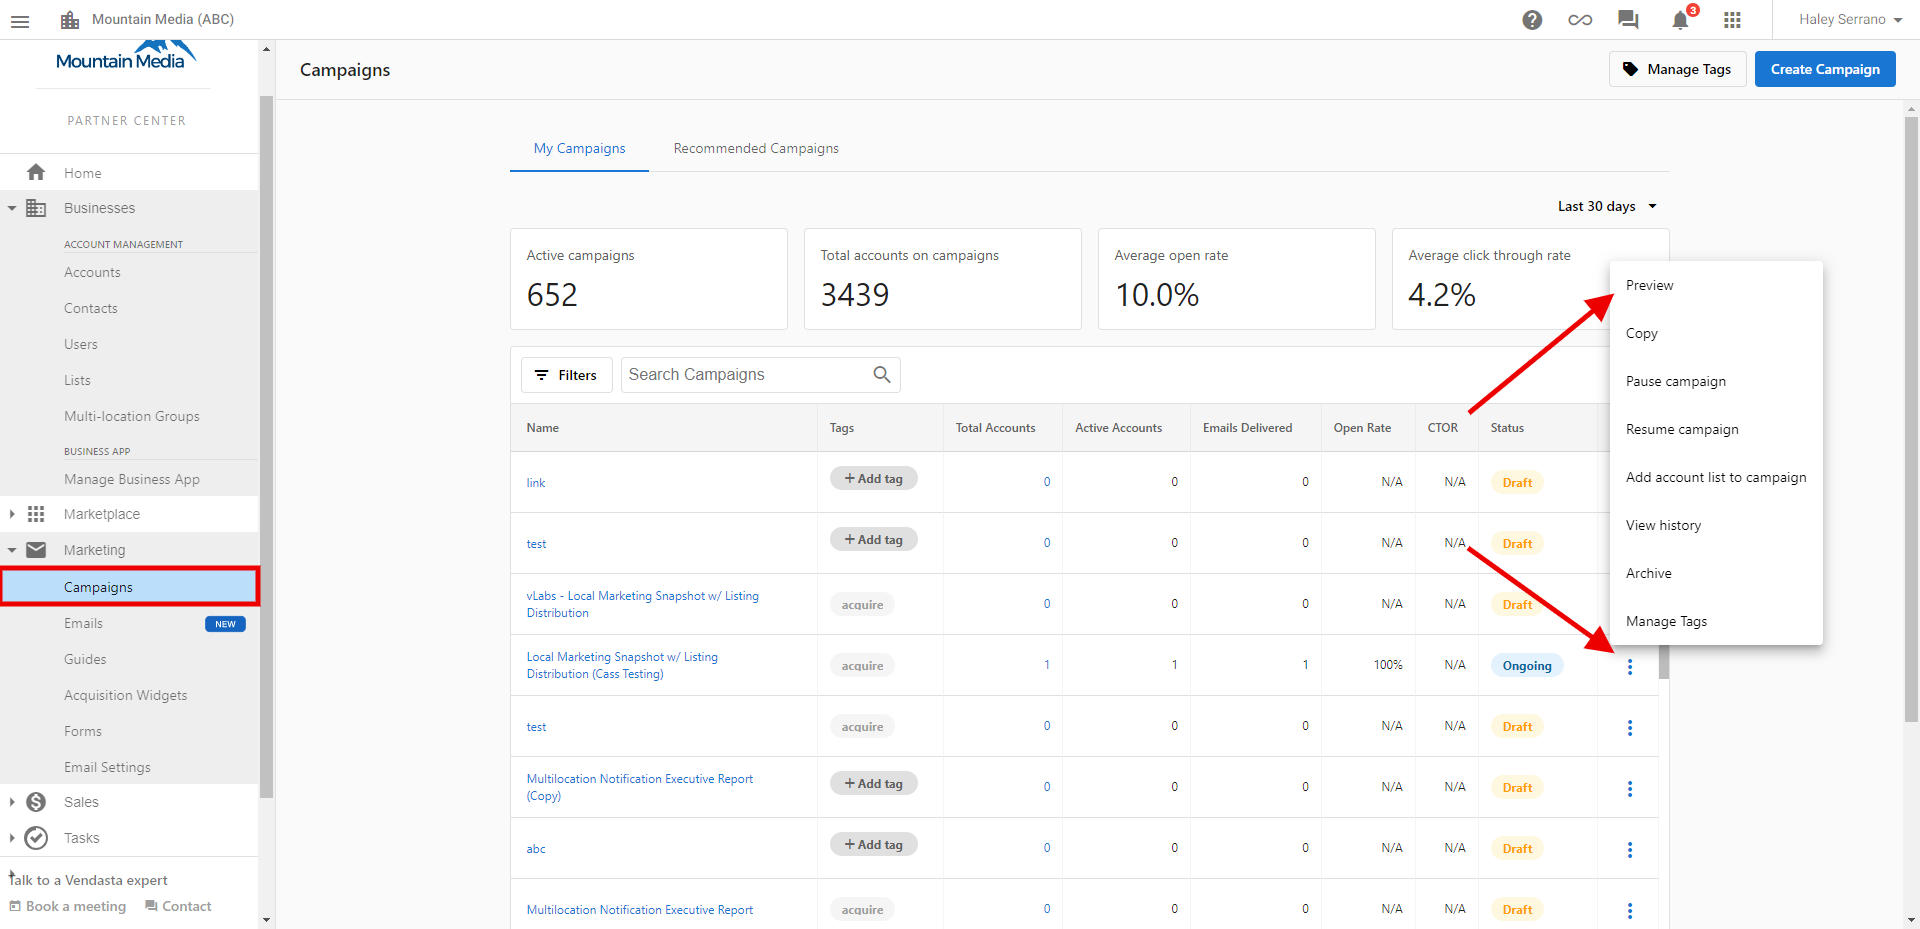 Mountain Media (ABC)
3
Haley Serrano
Mountain Media
PARTNER CENTER
Home
Businesses
ACCOUNT MANAGEMENT
Accounts
Contacts
Users
Lists
Multi-location Groups
BUSINESS APP
Manage Business App
Marketplace
Marketing
Campaigns
Emails NEW
Guides
Acquisition Widgets
Forms
Email Settings
Sales
Tasks
Talk to a Vendasta expert
Book a meeting Contact
Campaigns
Manage Tags
Create Campaign
My Campaigns Recommended Campaigns
Last 30 days
Active campaigns
652
Total accounts on campaigns
3439
Average open rate
10.0%
Average click through rate
4.2%
Filters
Search Campaigns
Name Tags Total Accounts Active Accounts Emails Delivered Open Rate CTOR Status
link + Add tag 0 0 0 N/A N/A Draft
test + Add tag 0 0 0 N/A N/A Draft
vLabs - Local Marketing Snapshot w/ Listing
Distribution
acquire 0 0 0 N/A N/A Draft
Local Marketing Snapshot w/ Listing
Distribution (Cass Testing)
acquire 1 1 1 100% N/A Ongoing
test acquire 0 0 0 N/A N/A Draft
Multilocation Notification Executive Report
(Copy)
+ Add tag 0 0 0 N/A N/A Draft
abc + Add tag 0 0 0 N/A N/A Draft
Multilocation Notification Executive Report acquire 0 0 0 N/A N/A Draft
Preview
Copy
Pause campaign
Resume campaign
Add account list to campaign
View history
Archive
Manage Tags